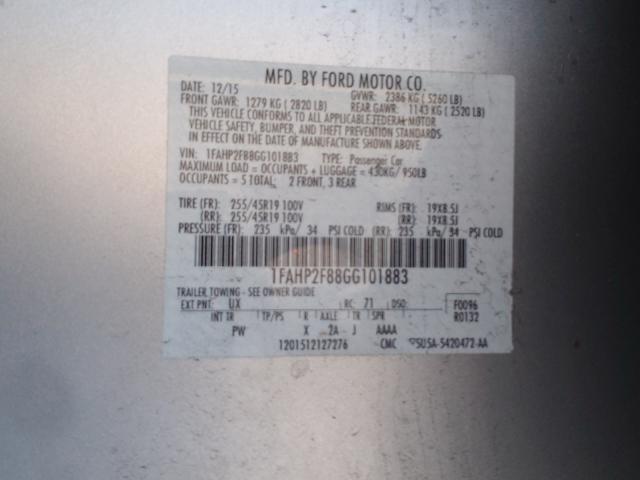 MFD. BY FORD MOTOR CO.
DATE: 12/15 GVWR: 2386 KG ( 5260 LB)
FRONT GAWR: 1279 KG ( 2820 LB) REAR GAWR: 1143 KG ( 2520 LB)
THIS VEHICLE CONFORMS TO ALL APPLICABLE FEDERAL MOTOR
VEHICLE SAFETY, BUMPER, AND THEFT PREVENTION STANDARDS
IN EFFECT ON THE DATE OF MANUFACTURE SHOWN ABOVE.
VIN: 1FAHP2F88GG101883 TYPE: Passenger Car
MAXIMUM LOAD = OCCUPANTS + LUGGAGE = 430KG/ 950LB
OCCUPANTS = 5 TOTAL: 2 FRONT, 3 REAR
TIRE (FR): 255/45R19 100V RIMS (FR): 19X8.5J
(RR): 255/45R19 100V (RR): 19X8.5J
PRESSURE (FR): 235 kPa/ 34 PSI COLD (RR): 235 kPa/ 34 PSI COLD
1FAHP2F88GG101883
TRAILER TOWING - SEE OWNER GUIDE
EXT PNT: UX RC: 71 DSO: F0096
INT TR TP/PS R AXLE TR SPR R0132
PW X 2A J AAAA
1201512127276 CMC 5U5A-5420472-AA